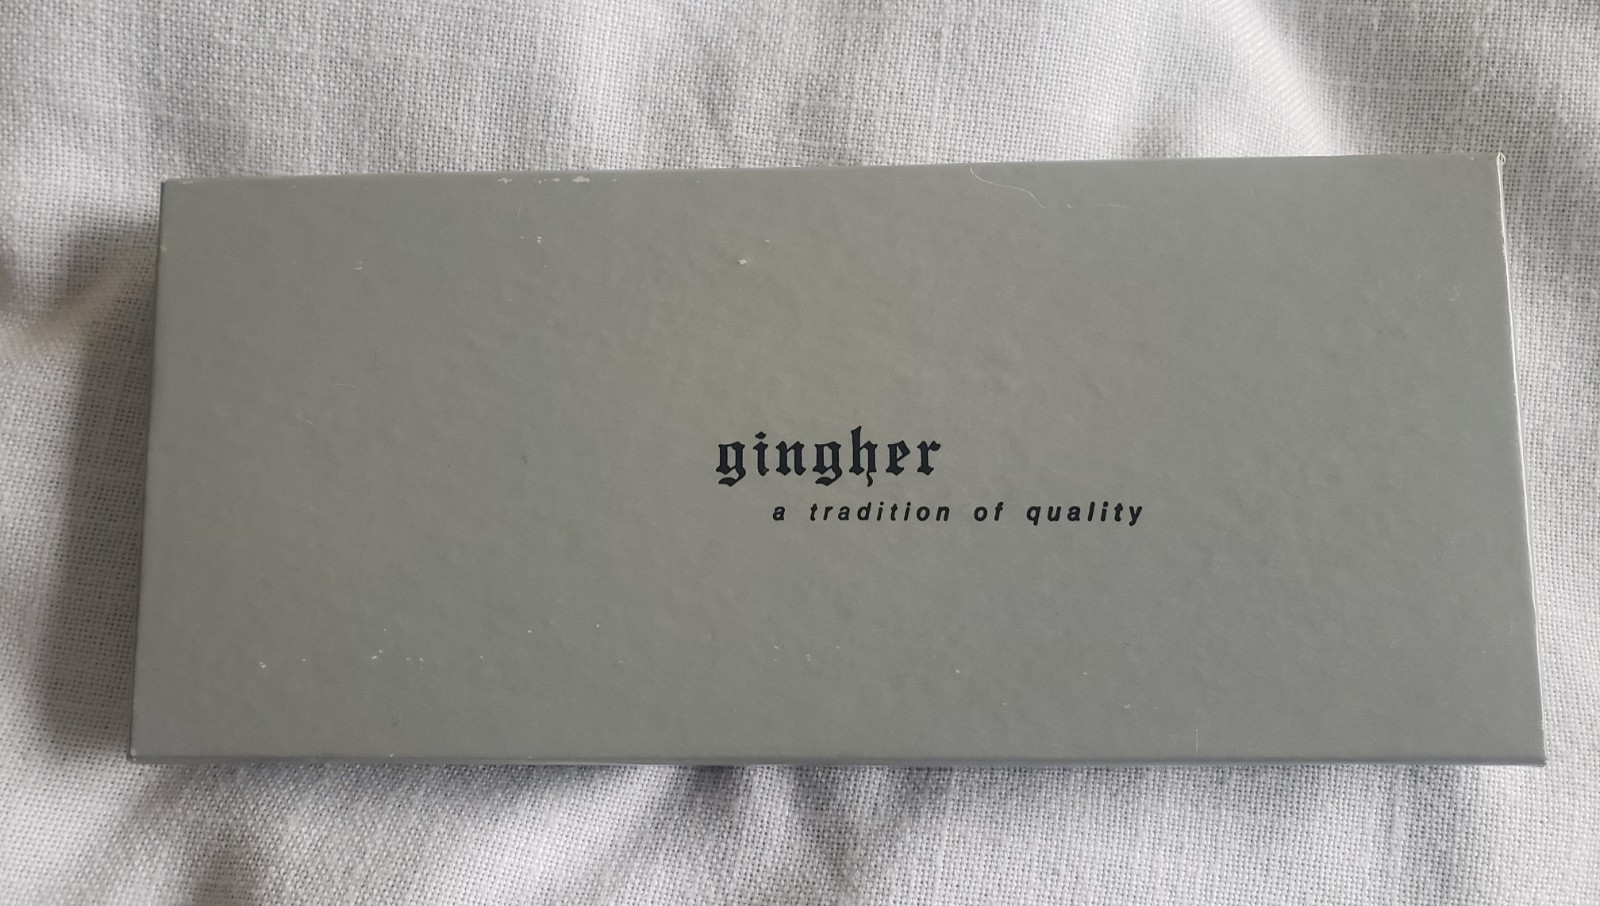 gingher
a tradition of quality